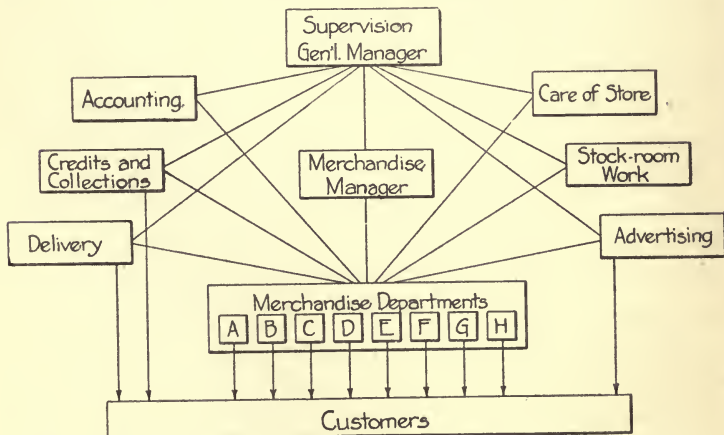 Supervision
Gen'l. Manager
Accounting.
Care of Store
Credits and
Collections
Merchandise
Manager
Stock-room
Work
Delivery
Advertising
Merchandise Departments
A B C D E F G H
Customers